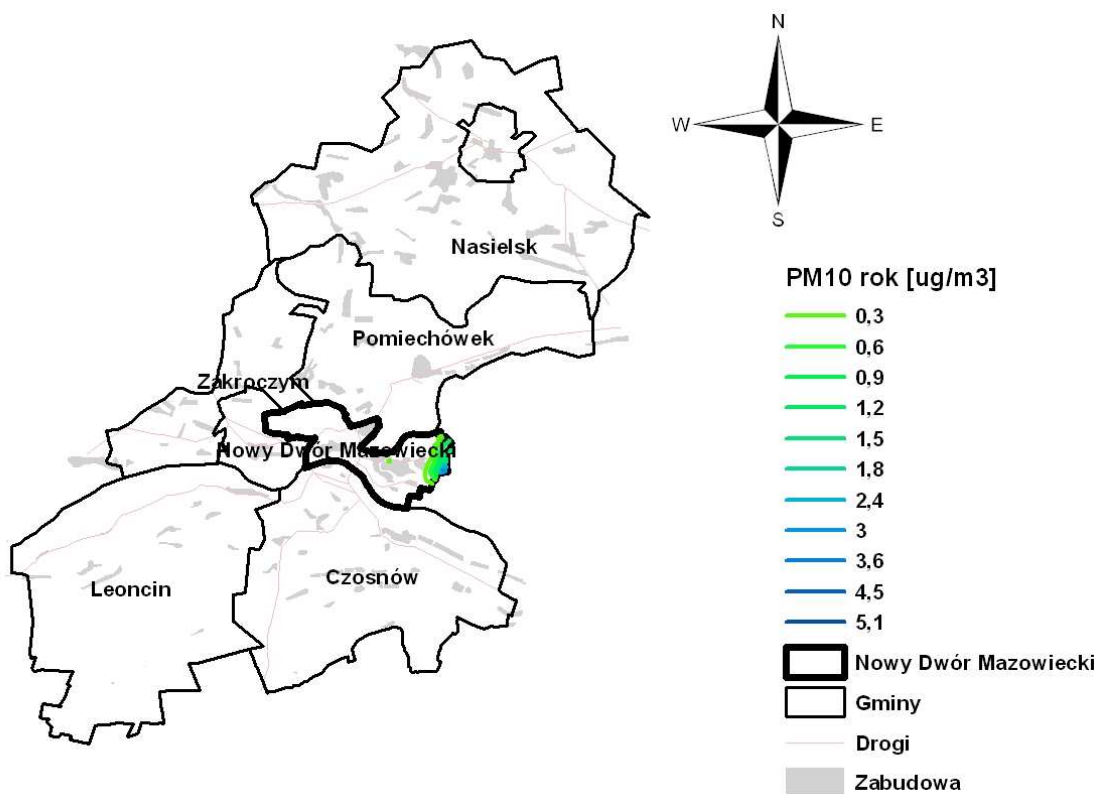 N
W
E
S
Nasielsk
Pomiechówek
Zakroczym
Nowy Dwór Mazowiecki
Leoncin
Czosnów
PM10 rok [ug/m3]
0,3
0,6
0,9
1,2
1,5
1,8
2,4
3
3,6
4,5
5,1
Nowy Dwór Mazowiecki
Gminy
Drogi
Zabudowa